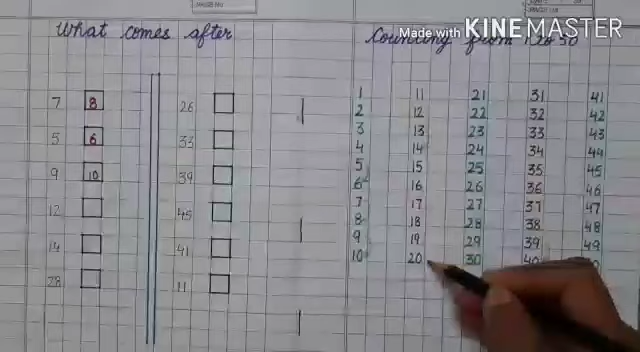 What comes after
7 8
5 6
9 10
12
14
28
26
33
39
45
41
11
Made with KINEMASTER
Counting from 1 to 50
1 11 21 31 41
2 12 22 32 42
3 13 23 33 43
4 14 24 34 44
5 15 25 35 45
6 16 26 36 46
7 17 27 37 47
8 18 28 38 48
9 19 29 39 49
10 20 30 40